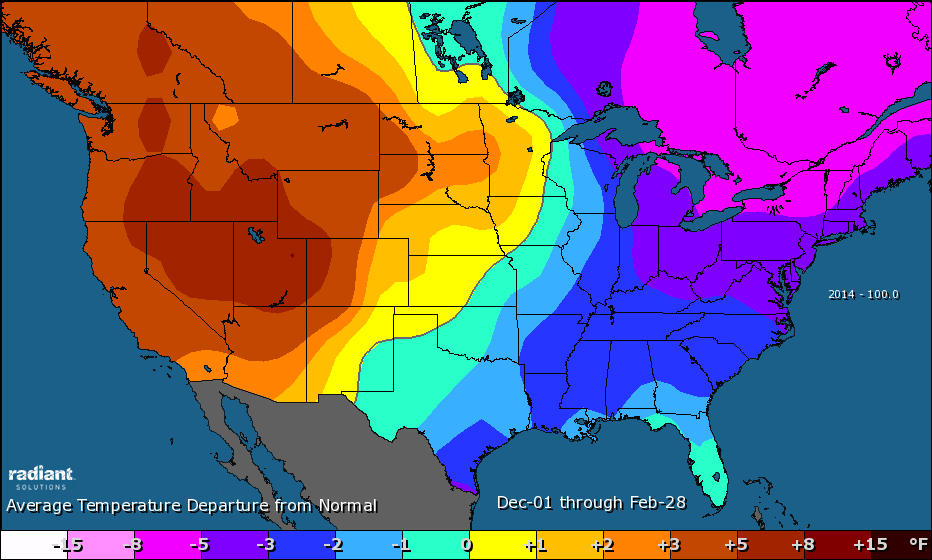 2014 - 100.0
radiant
SOLUTIONS
Average Temperature Departure from Normal
Dec-01 through Feb-28
-15 -8 -5 -3 -2 -1 0 +1 +2 +3 +5 +8 +15 °F